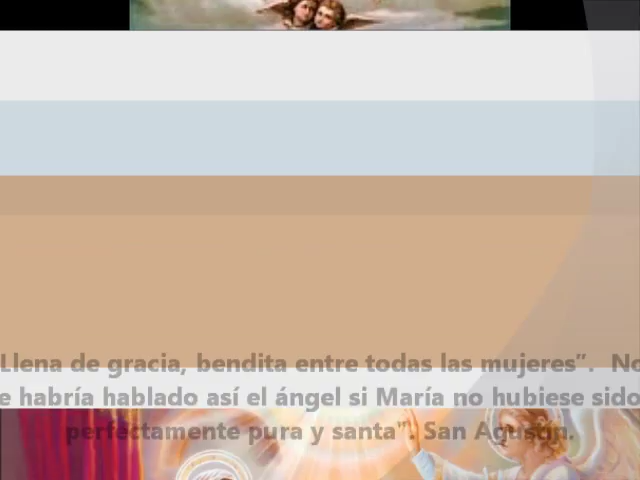 Llena de gracia, bendita entre todas las mujeres". No
e habría hablado así el ángel si María no hubiese sido
perfectamente pura y santa". San Agustín.